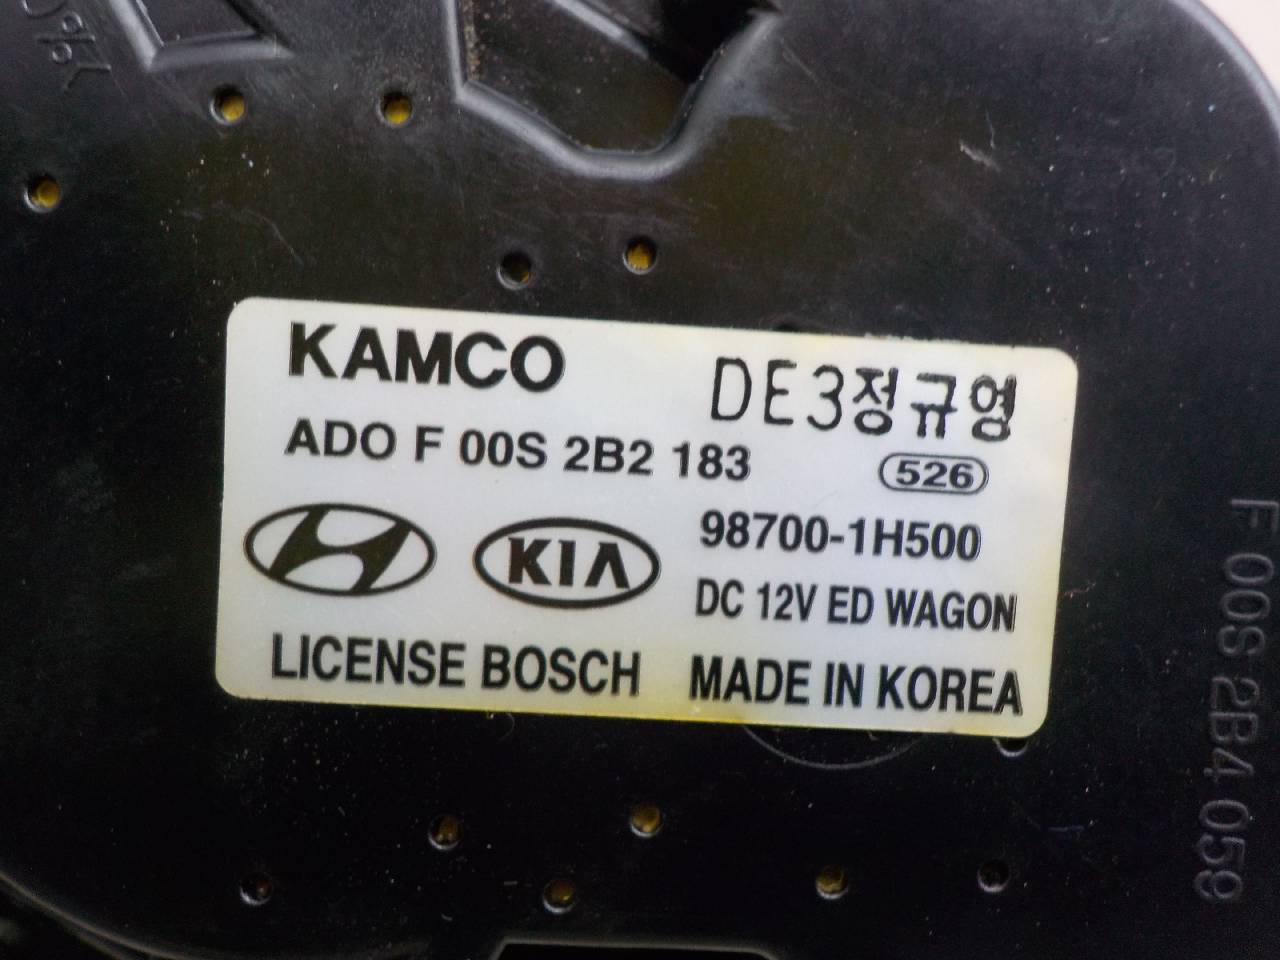 KAMCO
DE3정규영
ADO F 00S 2B2 183
526
98700-1H500
KIA
DC 12V ED WAGON
LICENSE BOSCH
MADE IN KOREA
F 00S 2B4 059